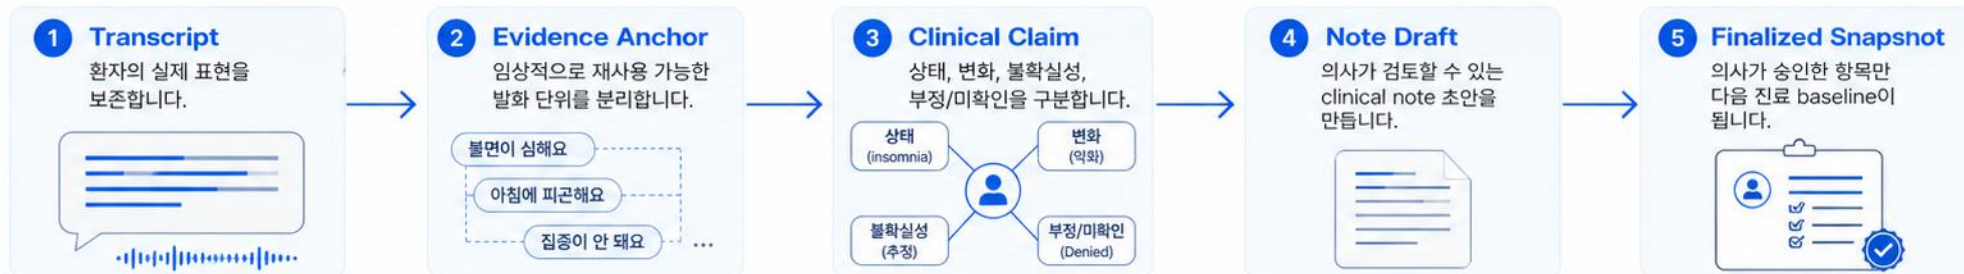 1 Transcript
환자의 실제 표현을
보존합니다.
2 Evidence Anchor
임상적으로 재사용 가능한
발화 단위를 분리합니다.
불면이 심해요
아침에 피곤해요
집중이 안 돼요 ...
3 Clinical Claim
상태, 변화, 불확실성,
부정/미확인을 구분합니다.
상태
(insomnia)
변화
(악화)
불확실성
(추정)
부정/미확인
(Denied)
4 Note Draft
의사가 검토할 수 있는
clinical note 초안을
만듭니다.
5 Finalized Snapshot
의사가 승인한 항목만
다음 진료 baseline이
됩니다.